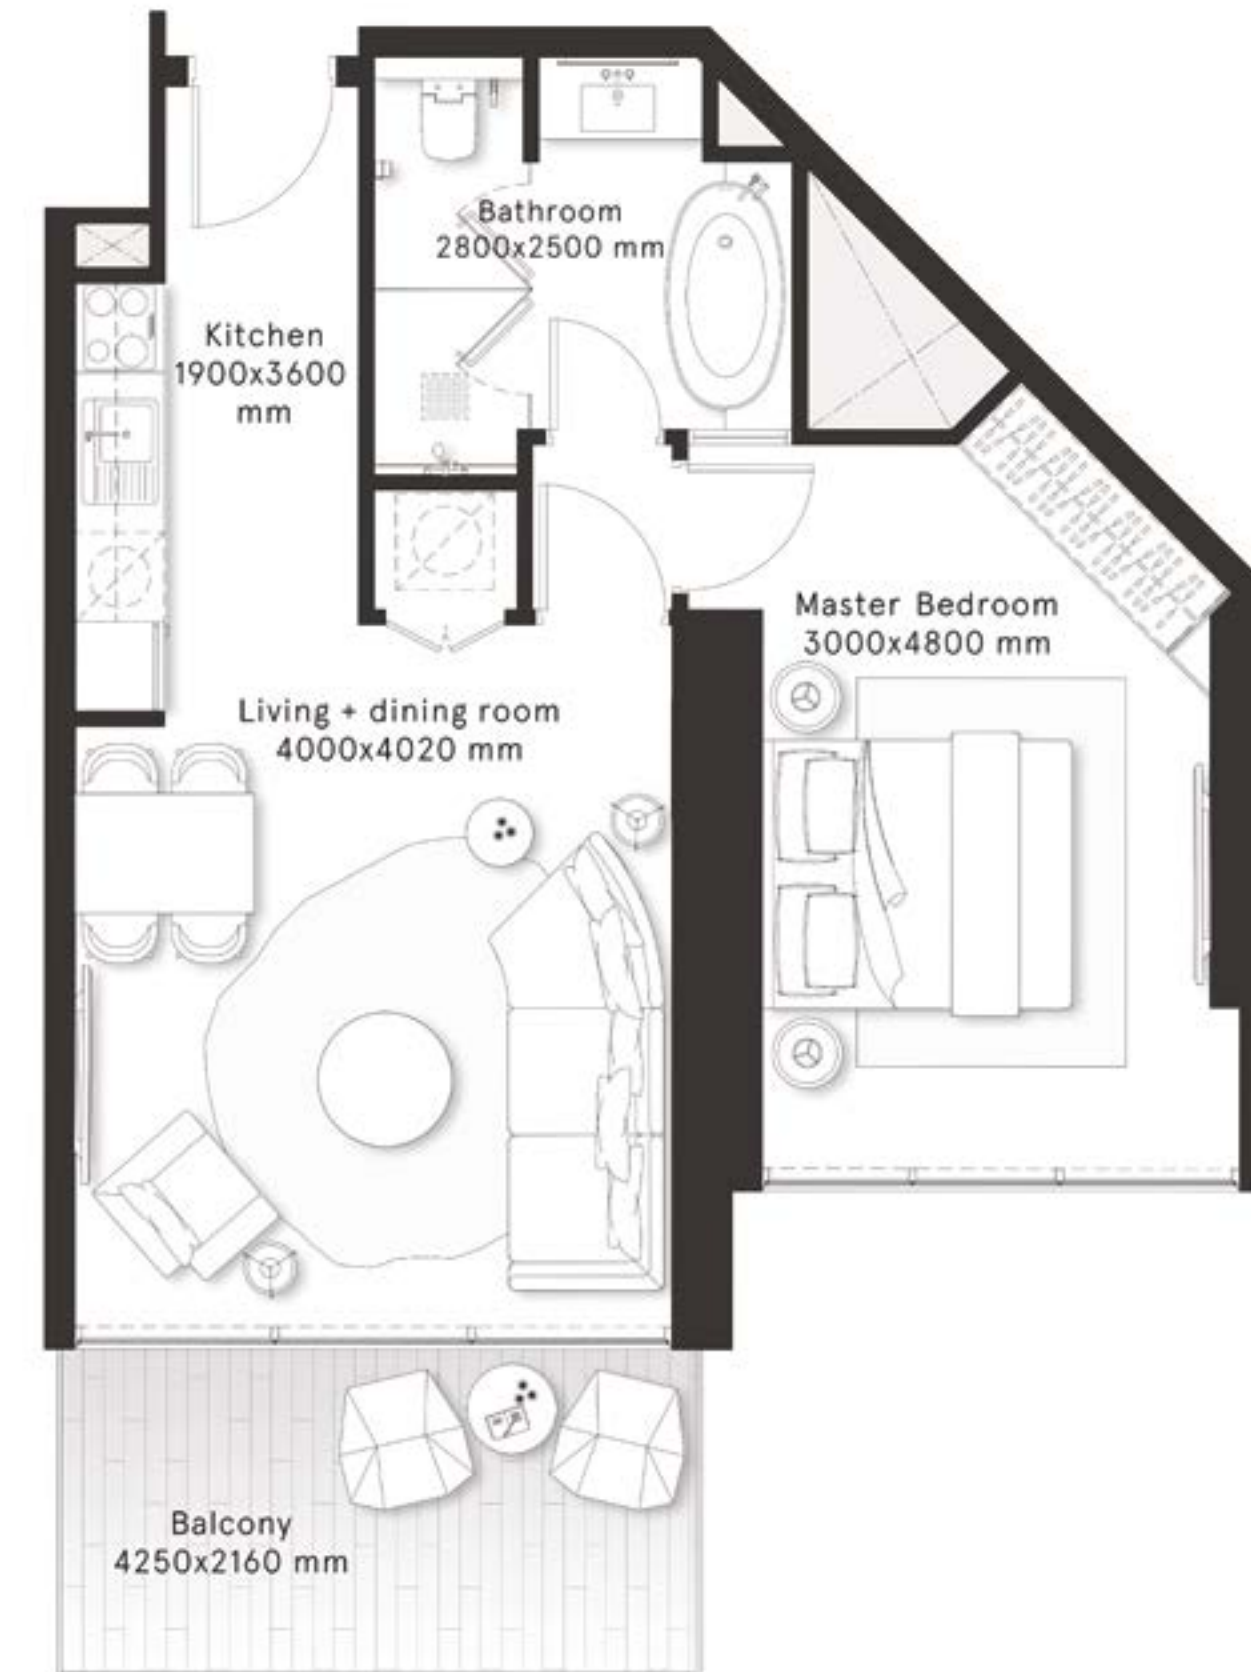 Bathroom
2800x2500 mm
Kitchen
1900x3600
mm
Master Bedroom
3000x4800 mm
Living + dining room
4000x4020 mm
Balcony
4250x2160 mm